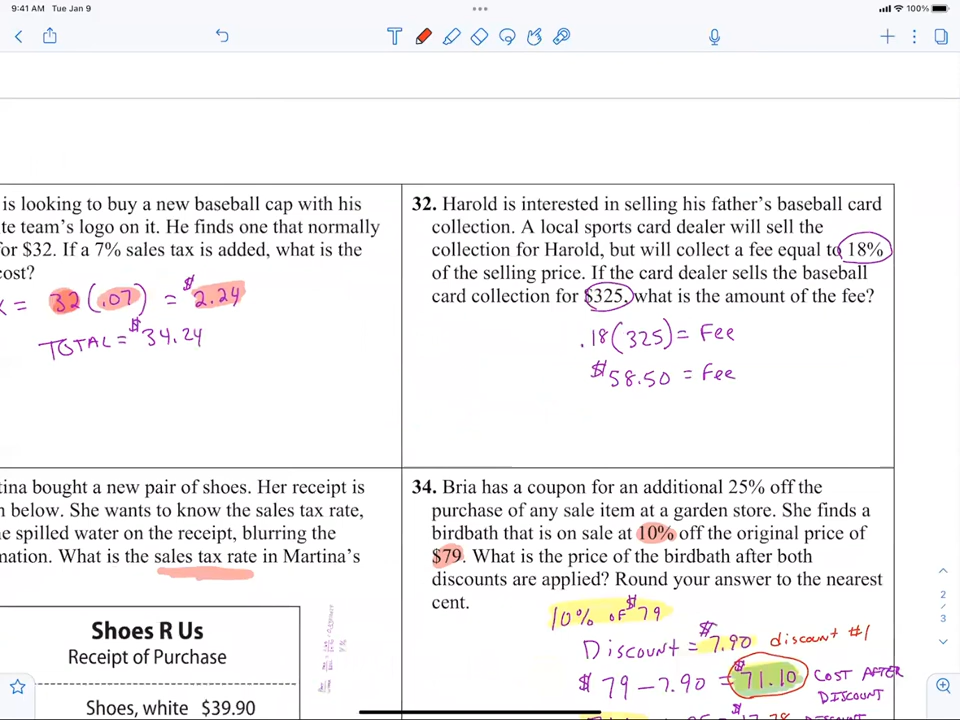 9:41 AM Tue Jan 9
100%
is looking to buy a new baseball cap with his
te team's logo on it. He finds one that normally
for $32. If a 7% sales tax is added, what is the
cost?
x = 32 (.07) = $2.24
TOTAL = $34.24
32. Harold is interested in selling his father's baseball card
collection. A local sports card dealer will sell the
collection for Harold, but will collect a fee equal to 18%
of the selling price. If the card dealer sells the baseball
card collection for $325, what is the amount of the fee?
.18(325) = Fee
$58.50 = Fee
tina bought a new pair of shoes. Her receipt is
n below. She wants to know the sales tax rate,
e spilled water on the receipt, blurring the
mation. What is the sales tax rate in Martina's
Shoes R Us
Receipt of Purchase
Shoes, white $39.90
34. Bria has a coupon for an additional 25% off the
purchase of any sale item at a garden store. She finds a
birdbath that is on sale at 10% off the original price of
$79. What is the price of the birdbath after both
discounts are applied? Round your answer to the nearest
cent.
10% OF $79
Discount = $7.90 discount #1
$79 - 7.90 = $71.10 COST AFTER
DISCOUNT
2
/
3